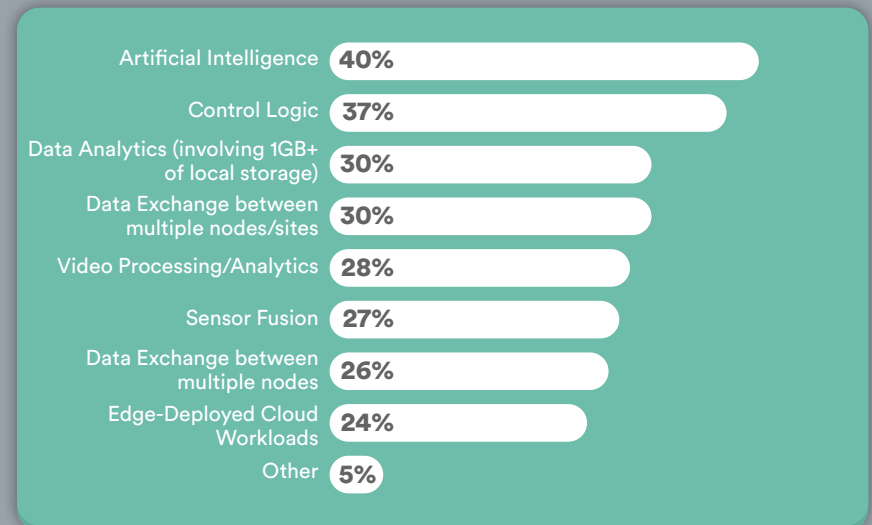 Artificial Intelligence 40%
Control Logic 37%
Data Analytics (involving 1GB+
of local storage) 30%
Data Exchange between
multiple nodes/sites 30%
Video Processing/Analytics 28%
Sensor Fusion 27%
Data Exchange between
multiple nodes 26%
Edge-Deployed Cloud
Workloads 24%
Other 5%